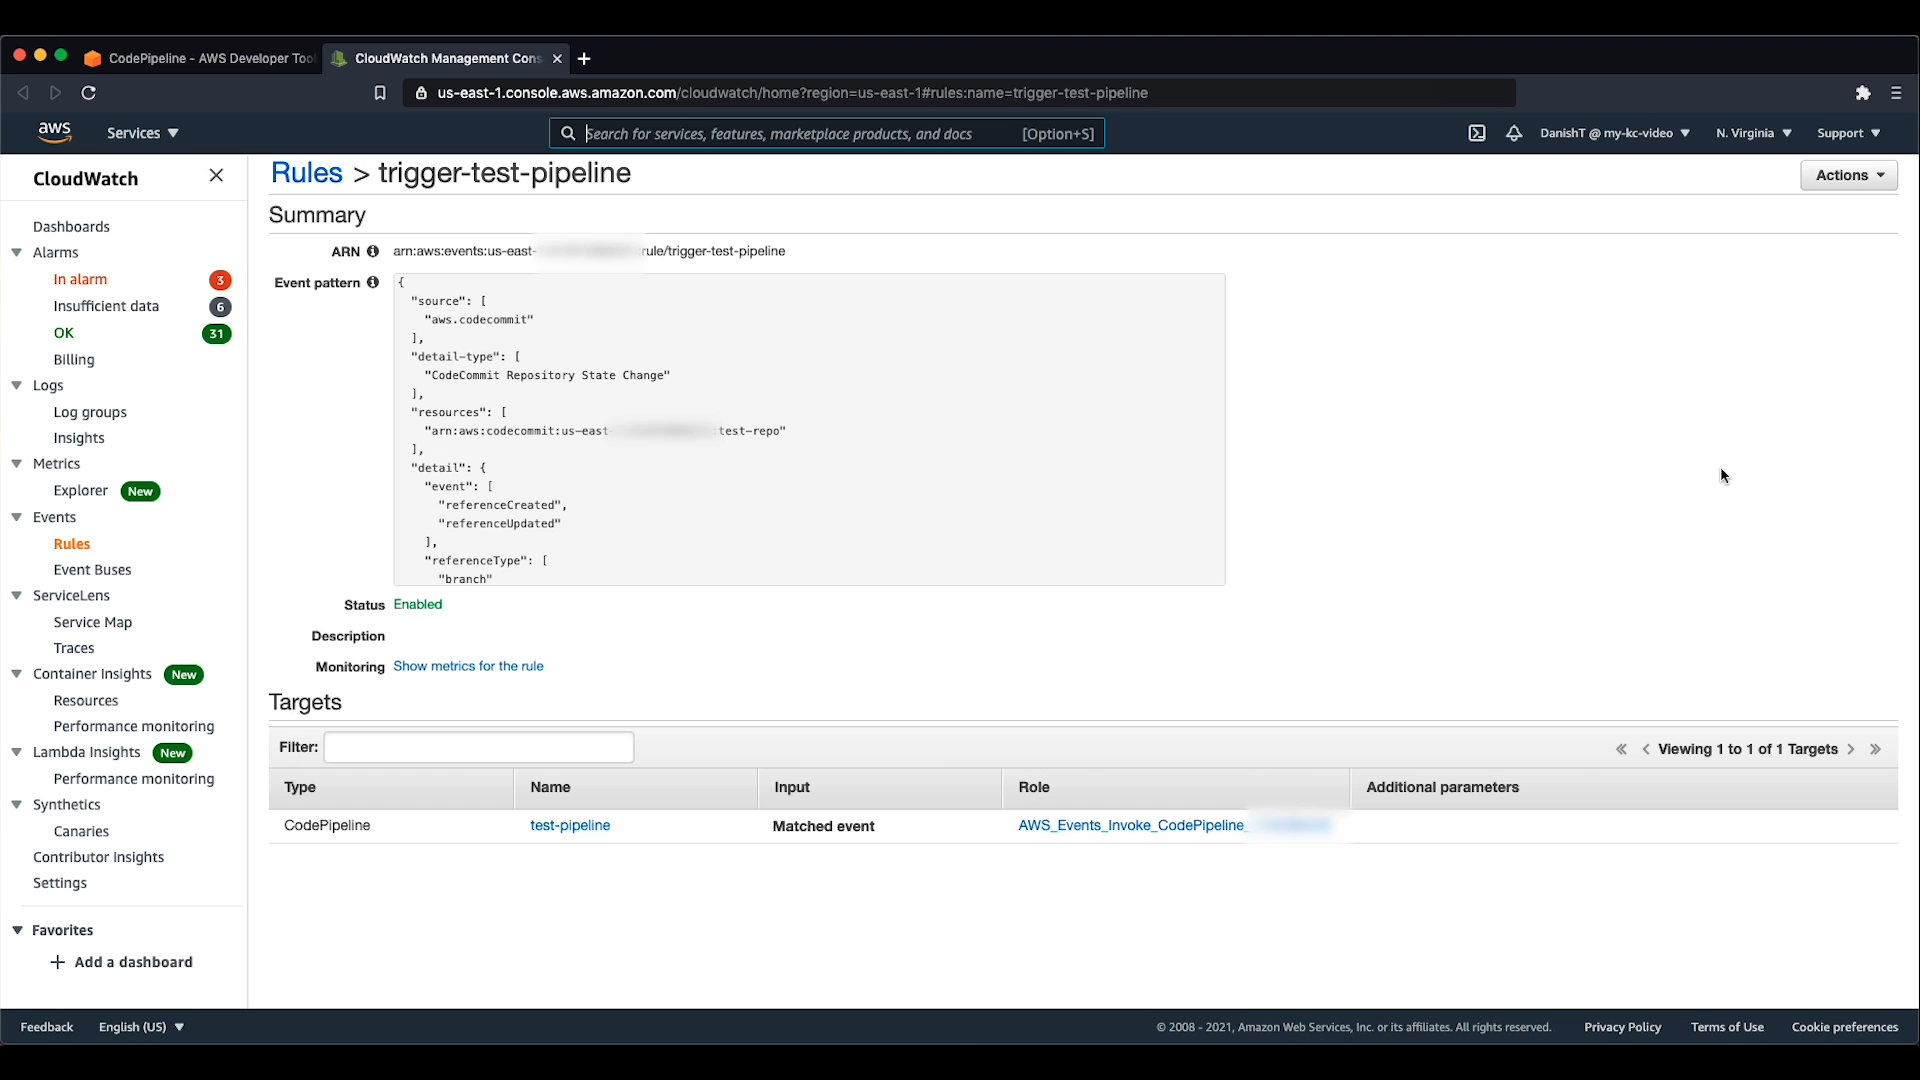 CodePipeline - AWS Developer Tool
CloudWatch Management Cons
us-east-1.console.aws.amazon.com/cloudwatch/home?region=us-east-1#rules:name=trigger-test-pipeline
aws
Services
Search for services, features, marketplace products, and docs [Option+S]
DanishT @ my-kc-video
N. Virginia
Support
CloudWatch
Dashboards
Alarms
In alarm 3
Insufficient data 6
OK 31
Billing
Logs
Log groups
Insights
Metrics
Explorer New
Events
Rules
Event Buses
ServiceLens
Service Map
Traces
Container Insights New
Resources
Performance monitoring
Lambda Insights New
Performance monitoring
Synthetics
Canaries
Contributor Insights
Settings
Favorites
+ Add a dashboard
Rules > trigger-test-pipeline
Actions
Summary
ARN arn:aws:events:us-east- :rule/trigger-test-pipeline
Event pattern {
"source": [
"aws.codecommit"
],
"detail-type": [
"CodeCommit Repository State Change"
],
"resources": [
"arn:aws:codecommit:us-east- :test-repo"
],
"detail": {
"event": [
"referenceCreated",
"referenceUpdated"
],
"referenceType": [
"branch"
Status Enabled
Description
Monitoring Show metrics for the rule
Targets
Filter:
« < Viewing 1 to 1 of 1 Targets > »
Type Name Input Role Additional parameters
CodePipeline test-pipeline Matched event AWS_Events_Invoke_CodePipeline_
Feedback English (US)
© 2008 - 2021, Amazon Web Services, Inc. or its affiliates. All rights reserved. Privacy Policy Terms of Use Cookie preferences